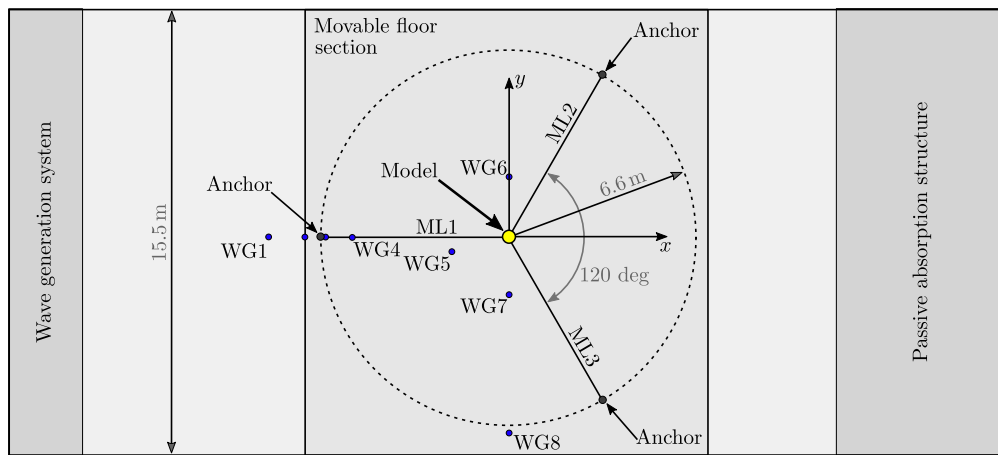 Movable floor
section
Anchor
y
ML2
WG6
Model
6.6 m
Anchor
Wave generation system
15.5 m
Passive absorption structure
ML1
x
WG1
WG4
WG5
120 deg
WG7
ML3
WG8
Anchor